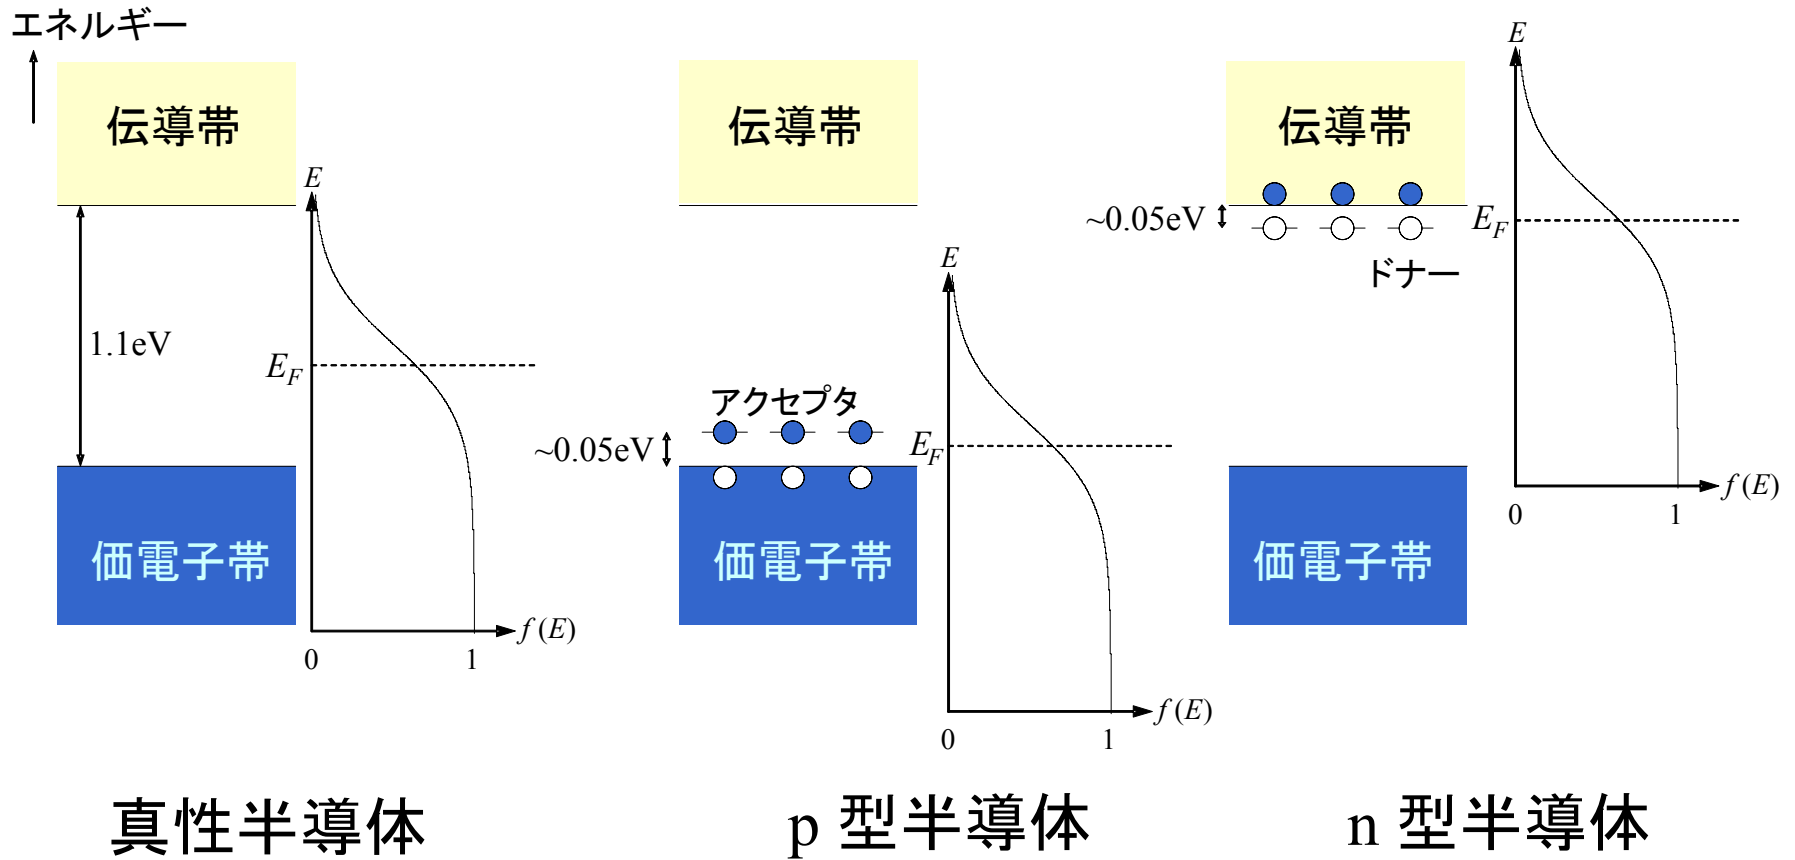 エネルギー
伝導帯
E
1.1eV
E_F
価電子帯
f(E)
0
1
真性半導体
伝導帯
E
アクセプタ
~0.05eV
E_F
価電子帯
f(E)
0
1
p 型半導体
E
伝導帯
~0.05eV
E_F
ドナー
f(E)
0
1
価電子帯
n 型半導体